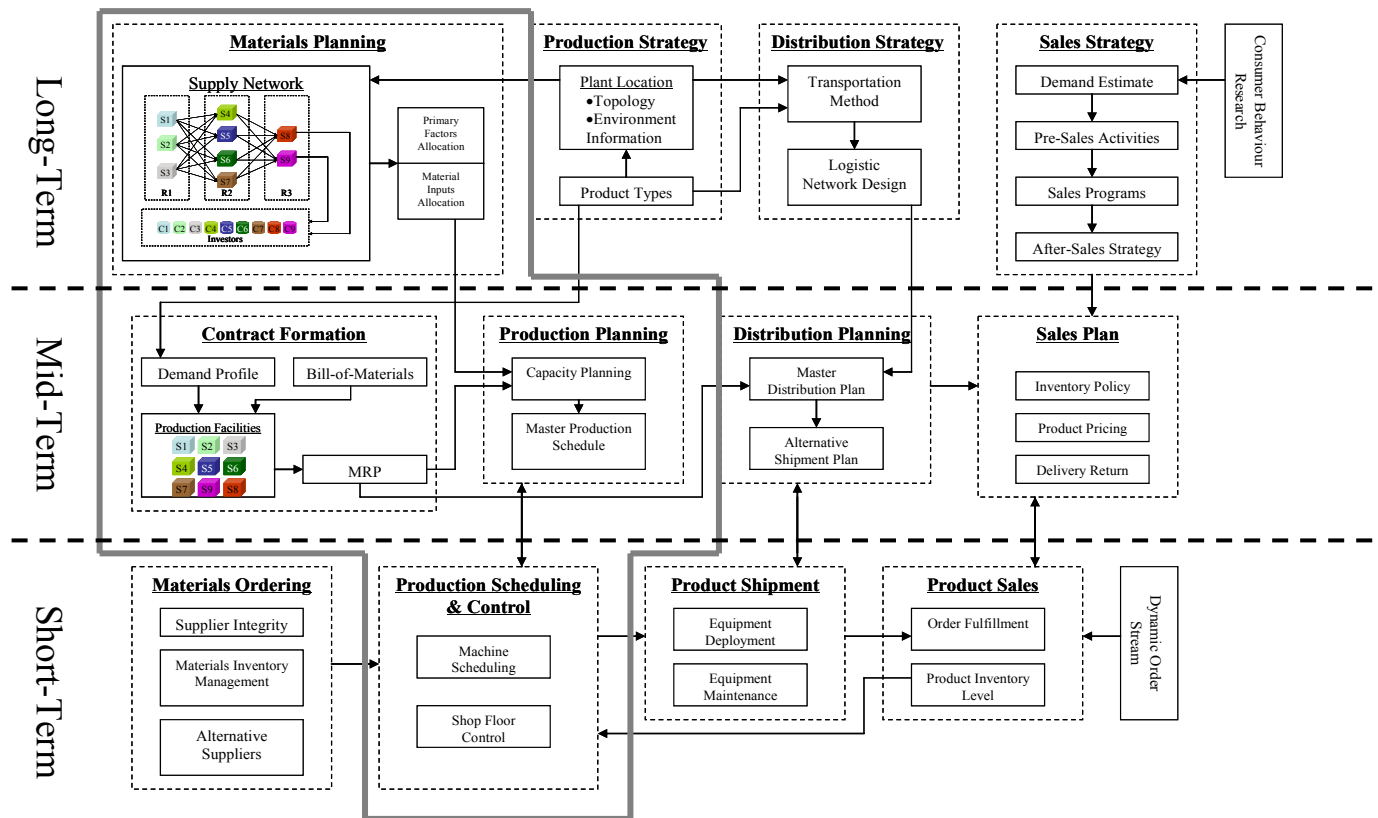 Long-Term
Materials Planning
Supply Network
S1
S2
S3
R1
S4
S5
S6
S7
R2
S8
S9
R3
C1 C2 C3 C4 C5 C6 C7 C8 C9
Investors
Primary
Factors
Allocation
Material
Inputs
Allocation
Production Strategy
Plant Location
•Topology
•Environment
Information
Product Types
Distribution Strategy
Transportation
Method
Logistic
Network Design
Sales Strategy
Demand Estimate
Pre-Sales Activities
Sales Programs
After-Sales Strategy
Consumer Behaviour
Research
Mid-Term
Contract Formation
Demand Profile
Bill-of-Materials
Production Facilities
S1 S2 S3
S4 S5 S6
S7 S9 S8
MRP
Production Planning
Capacity Planning
Master Production
Schedule
Distribution Planning
Master
Distribution Plan
Alternative
Shipment Plan
Sales Plan
Inventory Policy
Product Pricing
Delivery Return
Short-Term
Materials Ordering
Supplier Integrity
Materials Inventory
Management
Alternative
Suppliers
Production Scheduling
& Control
Machine
Scheduling
Shop Floor
Control
Product Shipment
Equipment
Deployment
Equipment
Maintenance
Product Sales
Order Fulfillment
Product Inventory
Level
Dynamic Order
Stream